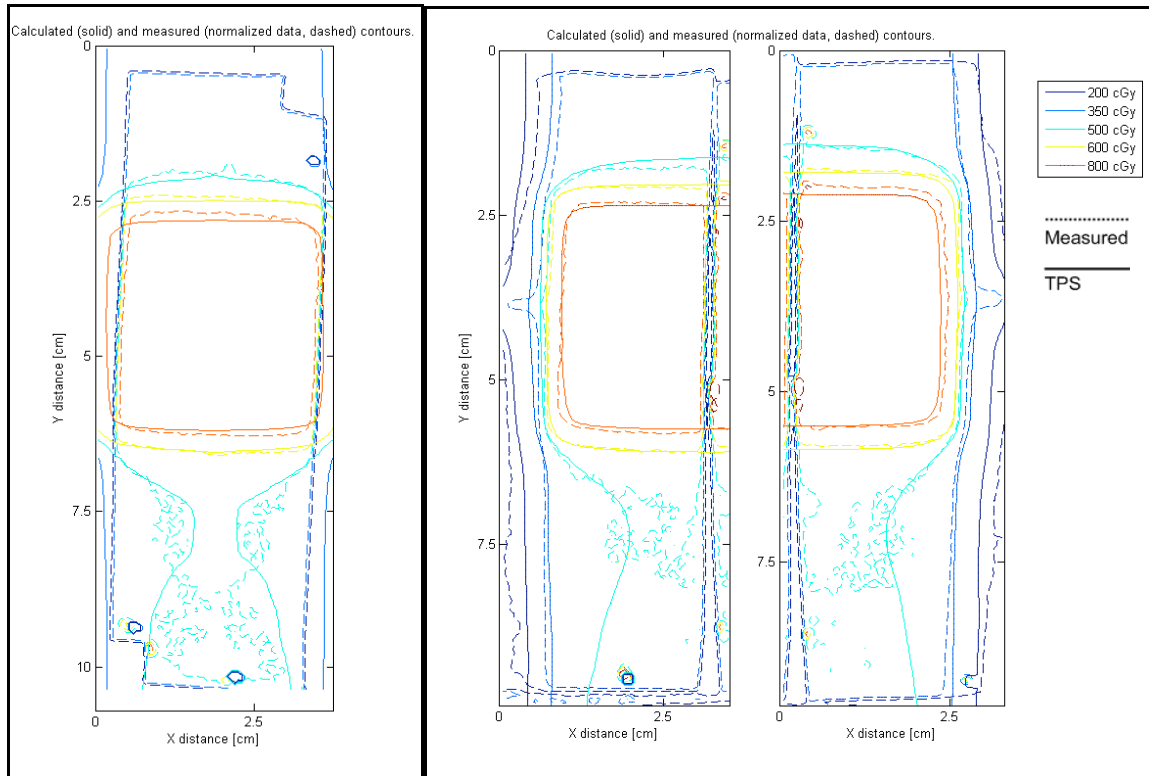 Calculated (solid) and measured (normalized data, dashed) contours.
0
2.5
5
7.5
10
Y distance [cm]
0
2.5
X distance [cm]
Calculated (solid) and measured (normalized data, dashed) contours.
0
2.5
5
7.5
Y distance [cm]
0
2.5
X distance [cm]
0
2.5
5
7.5
0
2.5
X distance [cm]
200 cGy
350 cGy
500 cGy
600 cGy
800 cGy
Measured
TPS